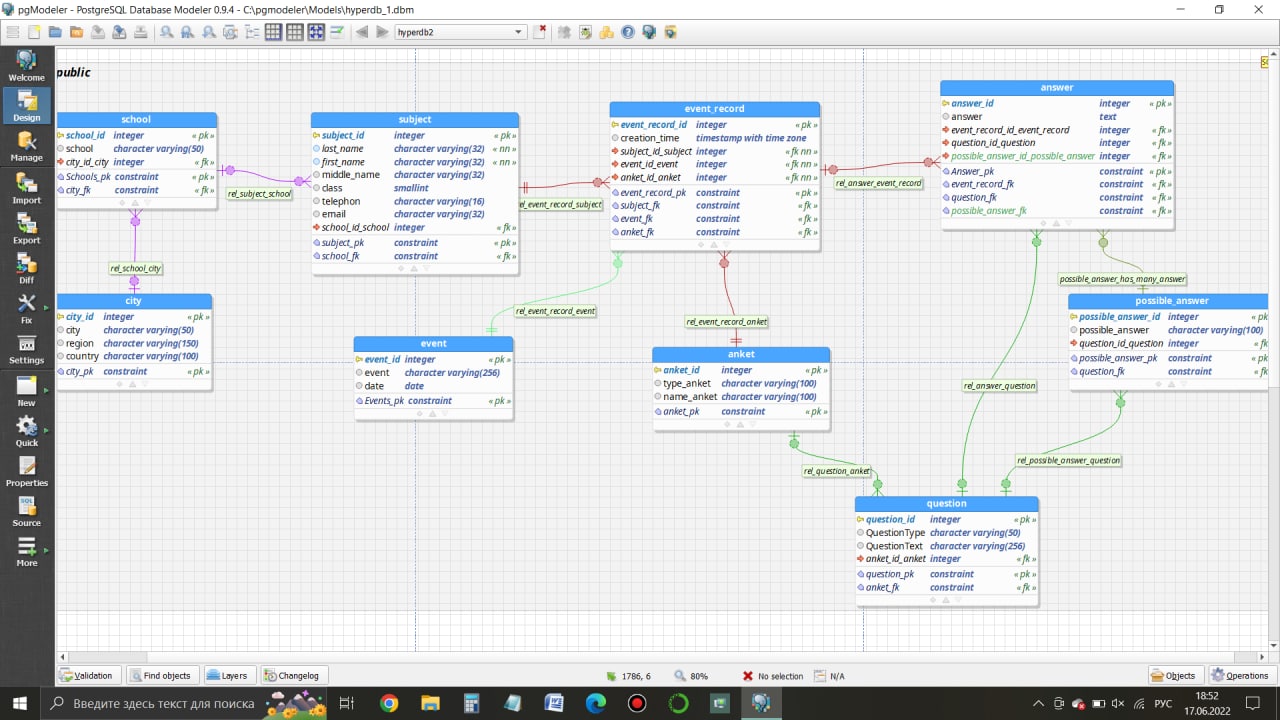 pgModeler - PostgreSQL Database Modeler 0.9.4 - C:\pgmodeler\Models\hyperdb_1.dbm
hyperdb2
Welcome
Design
Manage
Import
Export
Diff
Fix
Settings
New
Quick
Properties
Source
More
public
school
school_id integer « pk »
school character varying(50)
city_id_city integer « fk »
Schools_pk constraint « pk »
city_fk constraint « fk »
rel_subject_school
rel_school_city
city
city_id integer « pk »
city character varying(50)
region character varying(150)
country character varying(100)
city_pk constraint « pk »
subject
subject_id integer « pk »
last_name character varying(32) « nn »
first_name character varying(32) « nn »
middle_name character varying(32)
class smallint
telephon character varying(16)
email character varying(32)
school_id_school integer « fk »
subject_pk constraint « pk »
school_fk constraint « fk »
el_event_record_subject
rel_event_record_event
event
event_id integer « pk »
event character varying(256)
date date
Events_pk constraint « pk »
event_record
event_record_id integer « pk »
creation_time timestamp with time zone
subject_id_subject integer « fk nn »
event_id_event integer « fk nn »
anket_id_anket integer « fk nn »
event_record_pk constraint « pk »
subject_fk constraint « fk »
event_fk constraint « fk »
anket_fk constraint « fk »
rel_event_record_anket
rel_answer_event_record
anket
anket_id integer « pk »
type_anket character varying(100)
name_anket character varying(100)
anket_pk constraint « pk »
rel_question_anket
answer
answer_id integer « pk »
answer text
event_record_id_event_record integer « fk »
question_id_question integer « fk »
possible_answer_id_possible_answer integer « fk »
Answer_pk constraint « pk »
event_record_fk constraint « fk »
question_fk constraint « fk »
possible_answer_fk constraint « fk »
possible_answer_has_many_answer
possible_answer
possible_answer_id integer « pk
possible_answer character varying(100)
question_id_question integer « fk
possible_answer_pk constraint « pk
question_fk constraint « fk
rel_answer_question
rel_possible_answer_question
question
question_id integer « pk »
QuestionType character varying(50)
QuestionText character varying(256)
anket_id_anket integer « fk »
question_pk constraint « pk »
anket_fk constraint « fk »
Validation
Find objects
Layers
Changelog
1786, 6
80%
No selection
N/A
Objects
Operations
Введите здесь текст для поиска
РУС
18:52
17.06.2022